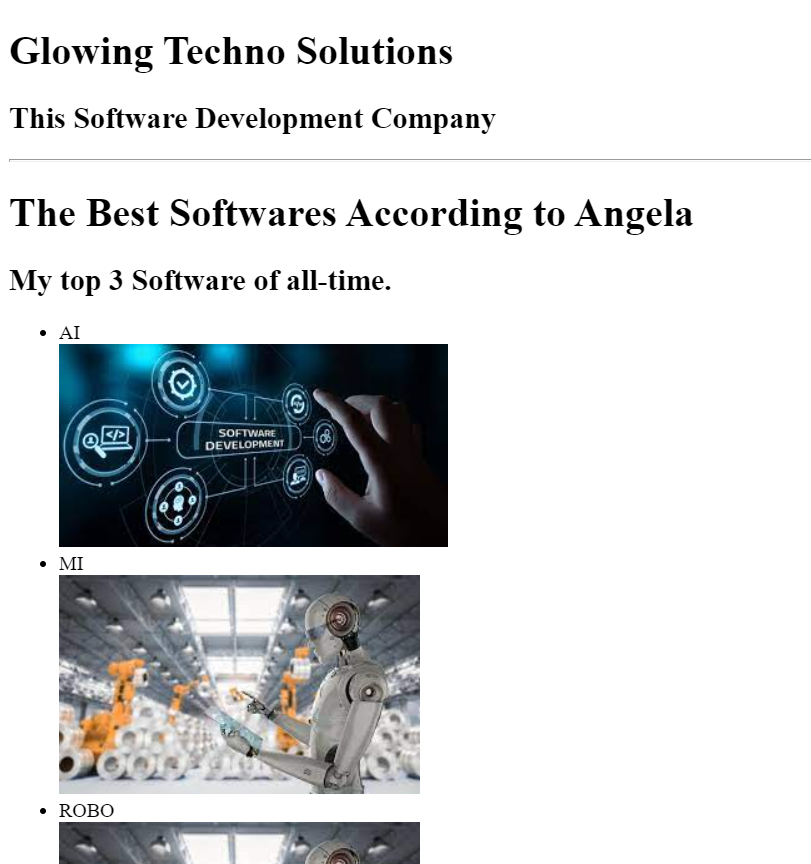 Glowing Techno Solutions
This Software Development Company
The Best Softwares According to Angela
My top 3 Software of all-time.
AI
SOFTWARE
DEVELOPMENT
MI
ROBO